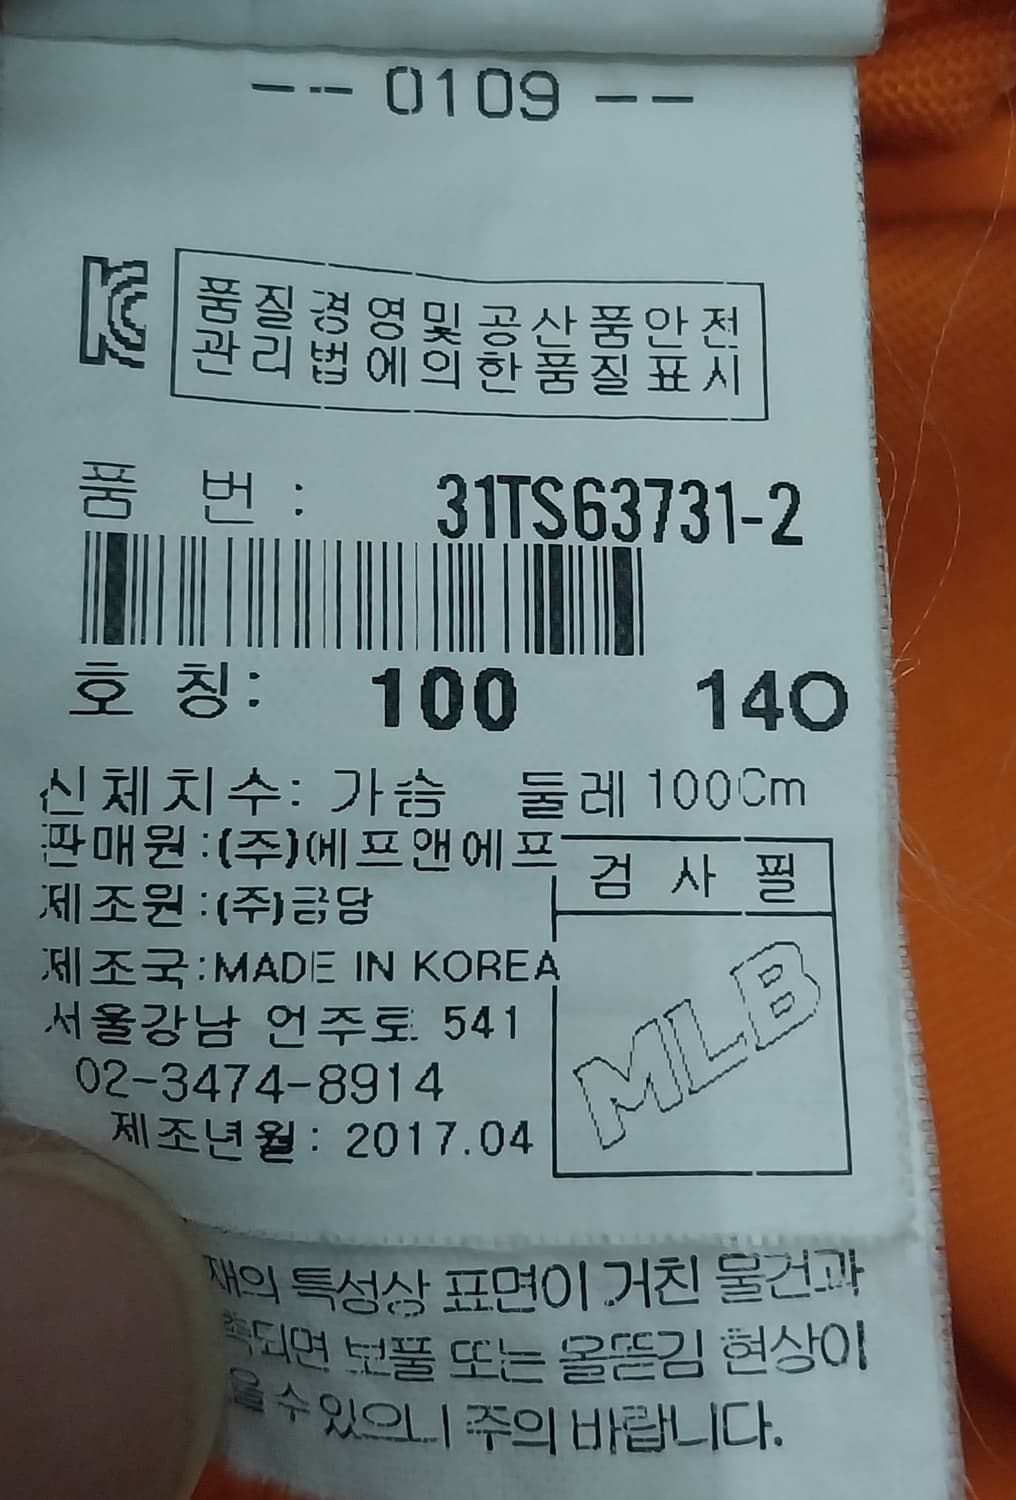 -- 0109 --
품질경영및공산품안전
관리법에의한품질표시
품 번 : 31TS63731-2
호 칭: 100 140
신체치수: 가슴 둘레 100Cm
판매원:(주)에프앤에프
제조원:(주)금담
검 사 필
제조국:MADE IN KOREA
MLB
서울강남 언주로 541
02-3474-8914
제조년월: 2017.04
특성상 표면이 거친 물건과
보풀 또는 올뜯김 현상이
수 있으니 주의 바랍니다.